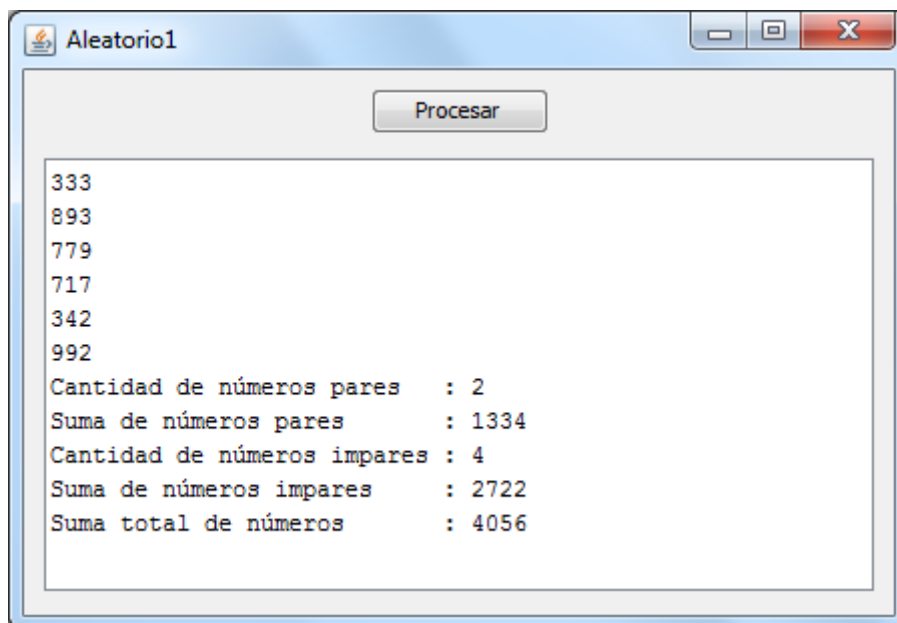 Aleatorio1
Procesar
333
893
779
717
342
992
Cantidad de números pares : 2
Suma de números pares : 1334
Cantidad de números impares : 4
Suma de números impares : 2722
Suma total de números : 4056